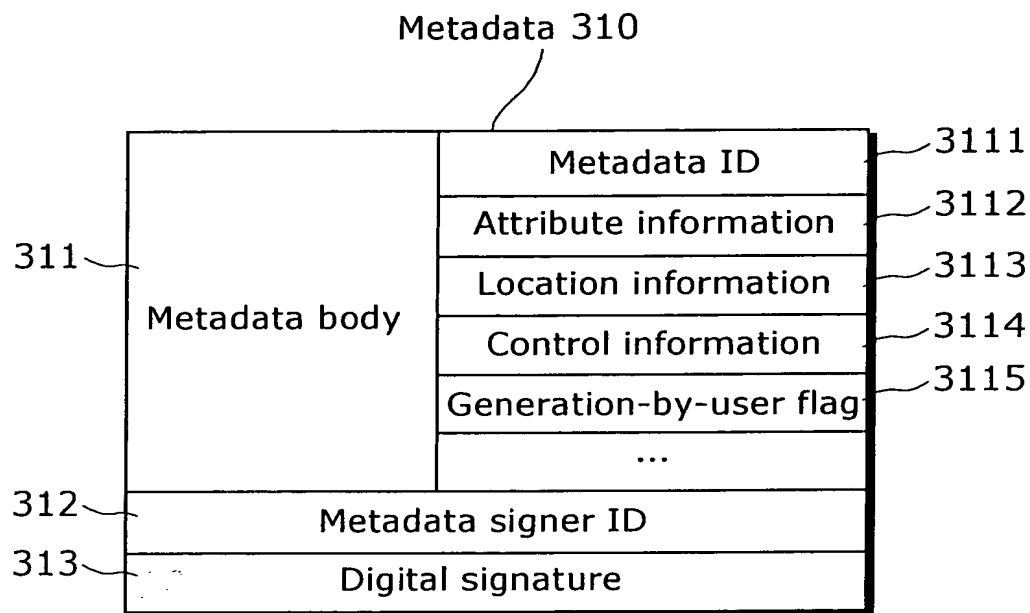 Metadata 310
Metadata ID
3111
Attribute information
3112
311
Metadata body
Location information
3113
Control information
3114
Generation-by-user flag
3115
...
312
Metadata signer ID
313
Digital signature